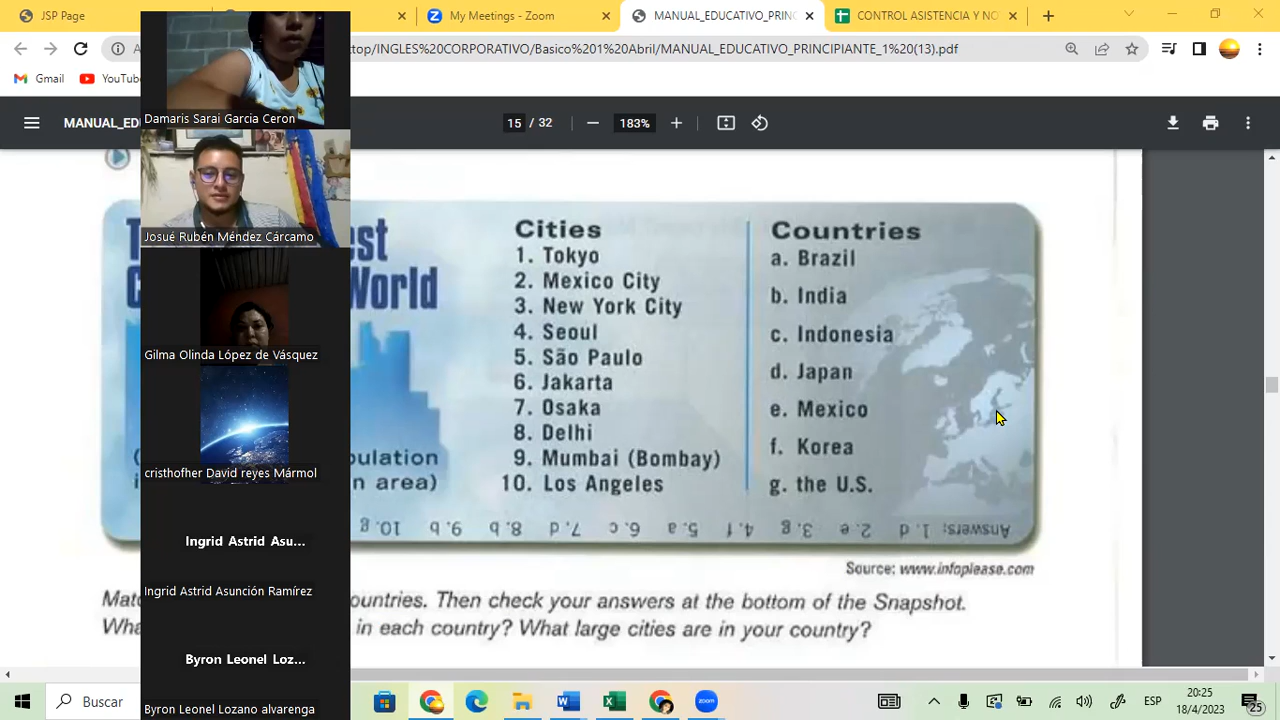 JSP Page
My Meetings - Zoom
MANUAL_EDUCATIVO_PRINCIPI
CONTROL ASISTENCIA Y NO
top/INGLES%20CORPORATIVO/Basico%201%20Abril/MANUAL_EDUCATIVO_PRINCIPIANTE_1%20(13).pdf
Gmail
YouTub
MANUAL_ED
15 / 32
183%
Damaris Sarai Garcia Ceron
Josué Rubén Méndez Cárcamo
Gilma Olinda López de Vásquez
cristhofher David reyes Mármol
Ingrid Astrid Asu...
Ingrid Astrid Asunción Ramírez
Byron Leonel Loz...
Byron Leonel Lozano alvarenga
est
World
pulation
n area)
Cities
1. Tokyo
2. Mexico City
3. New York City
4. Seoul
5. São Paulo
6. Jakarta
7. Osaka
8. Delhi
9. Mumbai (Bombay)
10. Los Angeles
Countries
a. Brazil
b. India
c. Indonesia
d. Japan
e. Mexico
f. Korea
g. the U.S.
Answers: 1. d 2. e 3. g 4. f 5. a 6. c 7. d 8. b 9. b 10. g
Source: www.infoplease.com
Matc ountries. Then check your answers at the bottom of the Snapshot.
Wha in each country? What large cities are in your country?
Buscar
ESP
20:25
18/4/2023
25
zoom